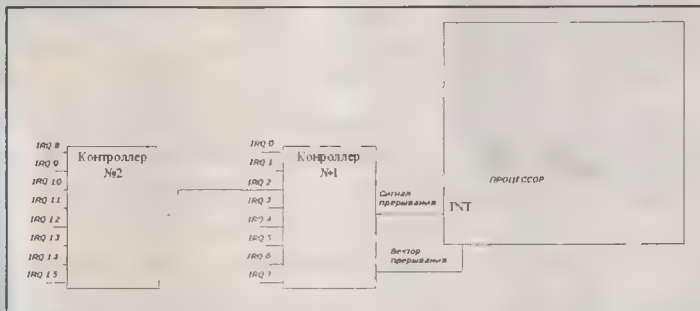 IRQ 8
IRQ 9
IRQ 10
IRQ 11
IRQ 12
IRQ 13
IRQ 14
IRQ 15
Контроллер
№2
IRQ 0
IRQ 1
IRQ 2
IRQ 3
IRQ 4
IRQ 5
IRQ 6
IRQ 7
Контроллер
№1
Сигнал
прерывания
Вектор
прерывания
INT
ПРОЦЕССОР